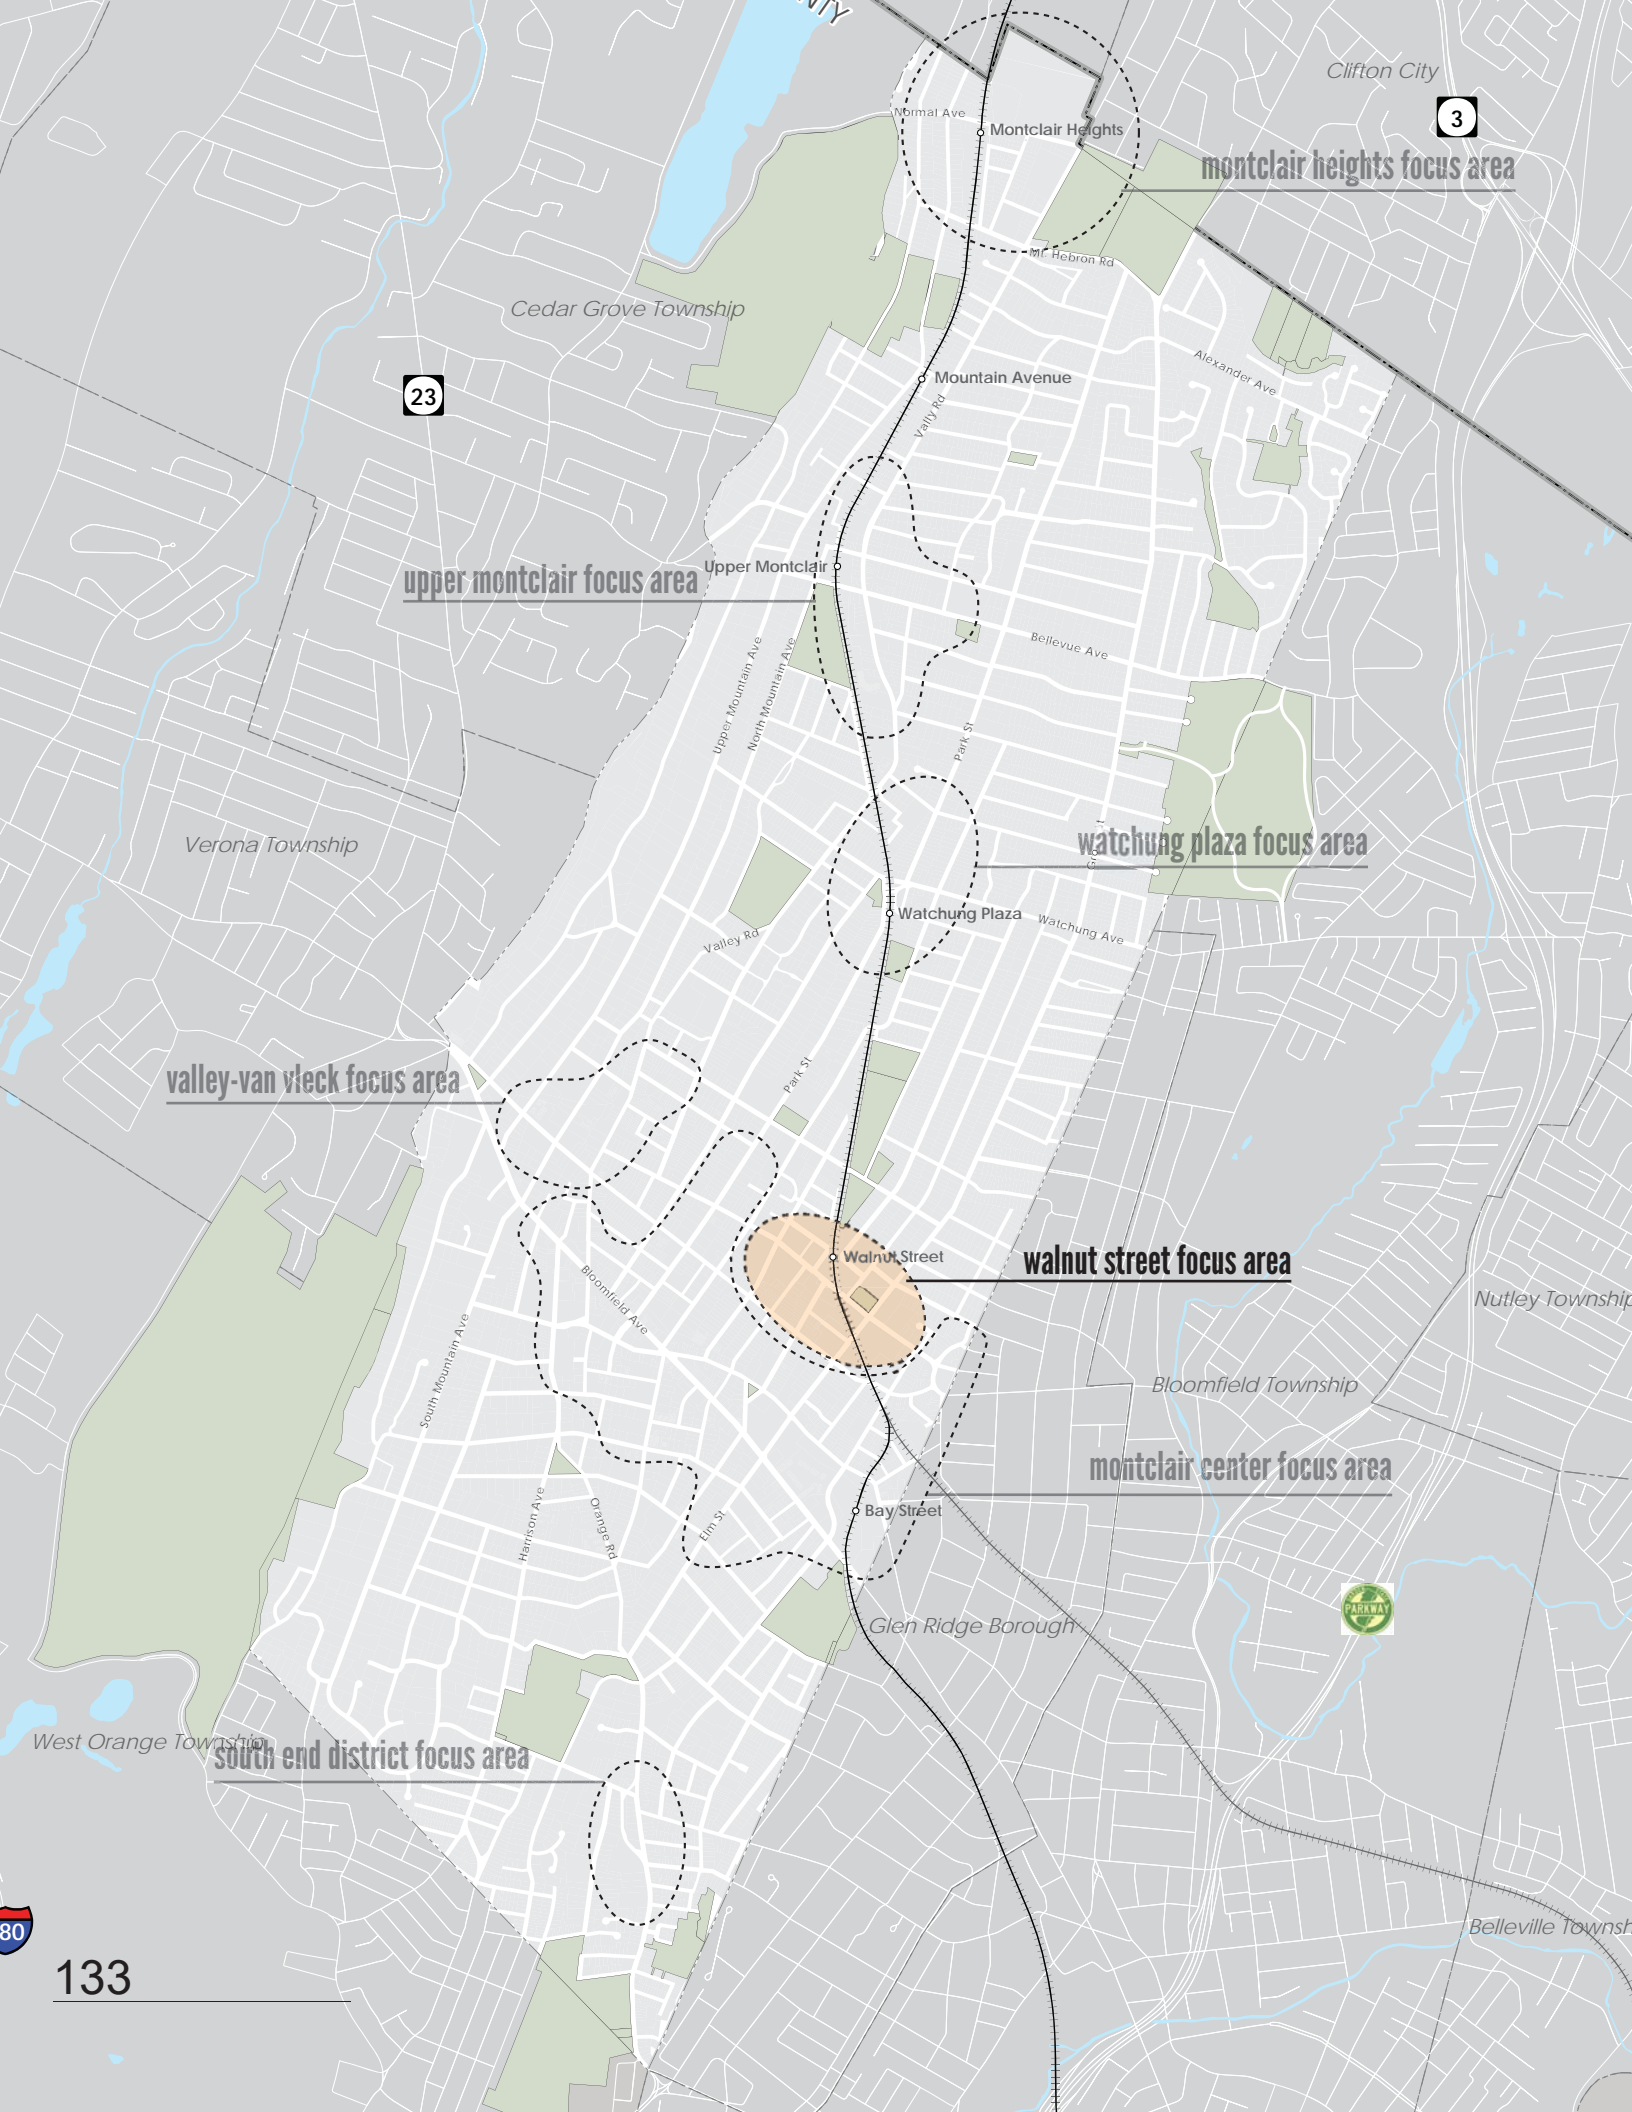 NTY
Clifton City
3
Normal Ave
Montclair Heights
montclair heights focus area
Mt. Hebron Rd
Cedar Grove Township
Alexander Ave
Mountain Avenue
23
Vally Rd
Upper Montclair
upper montclair focus area
Bellevue Ave
Upper Mountain Ave
North Mountain Ave
Park St
watchung plaza focus area
Verona Township
Watchung Plaza
Watchung Ave
Valley Rd
Park St
valley-van vleck focus area
Walnut Street
walnut street focus area
Bloomfield Ave
Nutley Township
South Mountain Ave
Bloomfield Township
montclair center focus area
Harrison Ave
Orange Rd
Elm St
Bay Street
PARKWAY
Glen Ridge Borough
West Orange Township
south end district focus area
80
Belleville Townsh
133